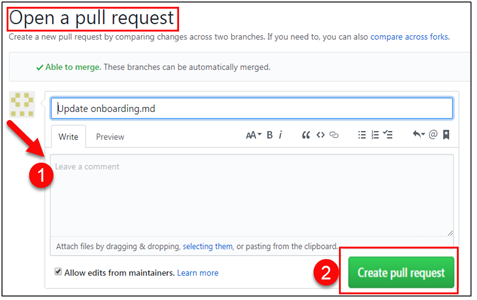 Open a pull request
Create a new pull request by comparing changes across two branches. If you need to, you can also compare across forks.
✓ Able to merge. These branches can be automatically merged.
Update onboarding.md
Write Preview AA B i “ <> @
Leave a comment
1
Attach files by dragging & dropping, selecting them, or pasting from the clipboard.
Allow edits from maintainers. Learn more
2
Create pull request